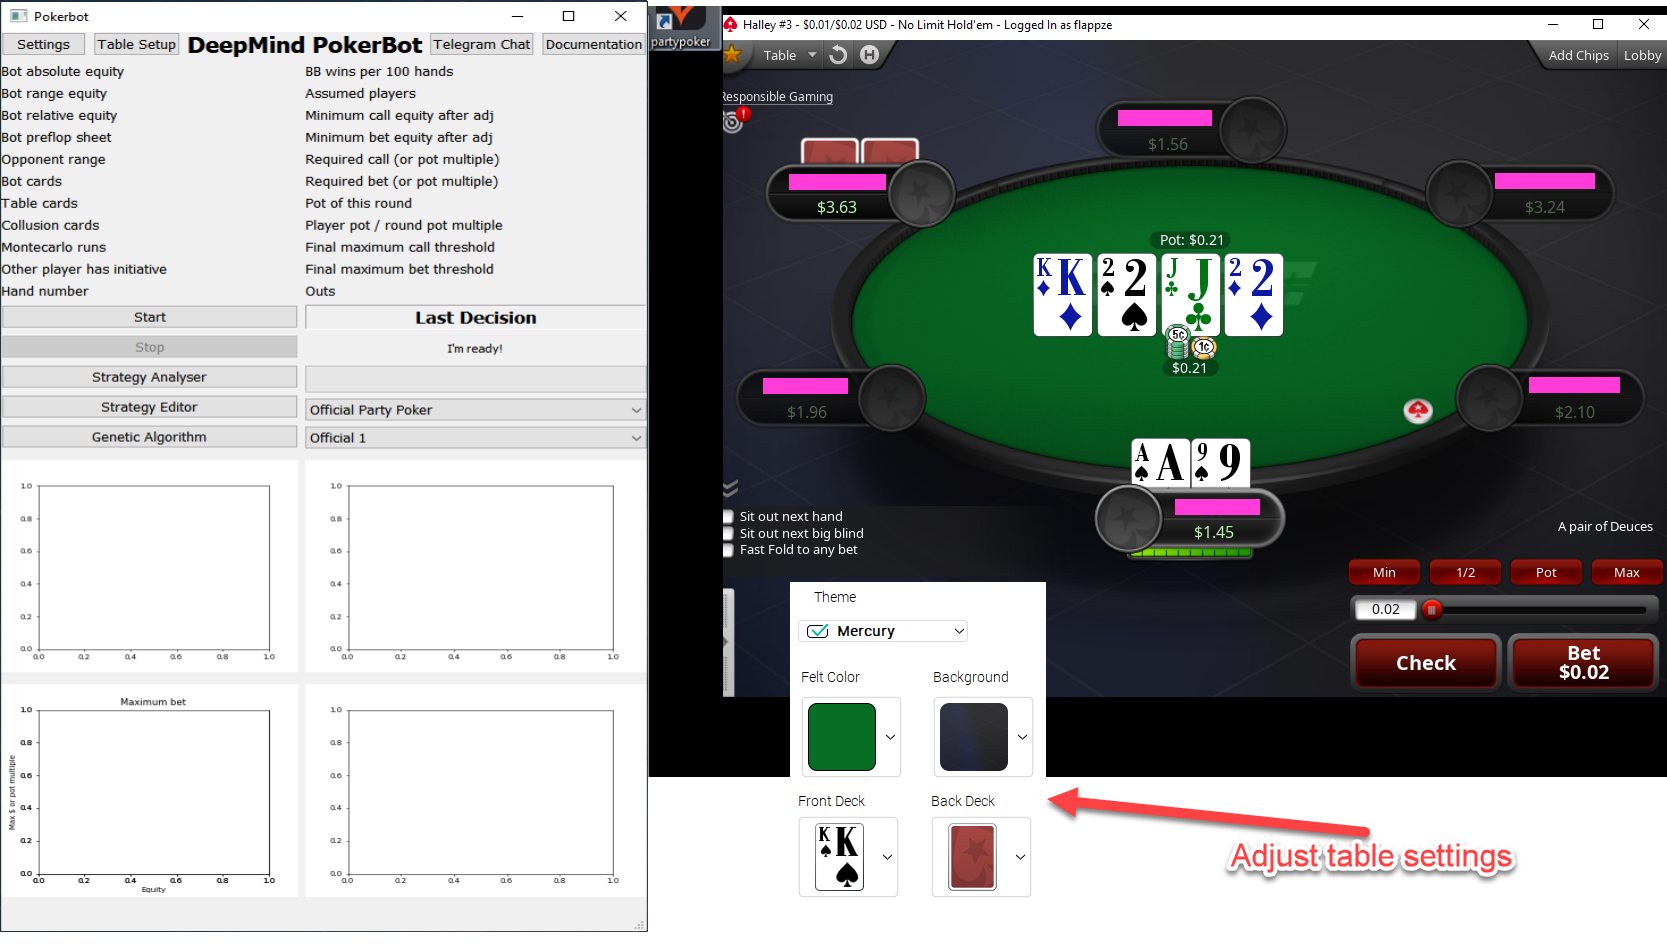 Pokerbot
Settings
Table Setup
DeepMind PokerBot
Telegram Chat
Documentation
Bot absolute equity
BB wins per 100 hands
Bot range equity
Assumed players
Bot relative equity
Minimum call equity after adj
Bot preflop sheet
Minimum bet equity after adj
Opponent range
Required call (or pot multiple)
Bot cards
Required bet (or pot multiple)
Table cards
Pot of this round
Collusion cards
Player pot / round pot multiple
Montecarlo runs
Final maximum call threshold
Other player has initiative
Final maximum bet threshold
Hand number
Outs
Start
Last Decision
Stop
I'm ready!
Strategy Analyser
Strategy Editor
Official Party Poker
Genetic Algorithm
Official 1
1.0
0.8
0.6
0.4
0.2
0.0
0.0 0.2 0.4 0.6 0.8 1.0
1.0
0.8
0.6
0.4
0.2
0.0
0.0 0.2 0.4 0.6 0.8 1.0
Maximum bet
Max $ or pot multiple
1.0
0.8
0.6
0.4
0.2
0.0
0.0 0.2 0.4 0.6 0.8 1.0
Equity
1.0
0.8
0.6
0.4
0.2
0.0
0.0 0.2 0.4 0.6 0.8 1.0
partypoker
Halley #3 - $0.01/$0.02 USD - No Limit Hold'em - Logged In as flappze
Table
H
Add Chips
Lobby
Responsible Gaming
!
$1.56
$3.63
$3.24
Pot: $0.21
K K
2 2
J J
2 2
5¢
1¢
$0.21
$1.96
$2.10
A A
9 9
$1.45
Sit out next hand
Sit out next big blind
Fast Fold to any bet
A pair of Deuces
Min
1/2
Pot
Max
0.02
Check
Bet
$0.02
Theme
Mercury
Felt Color
Background
Front Deck
Back Deck
K K
Adjust table settings